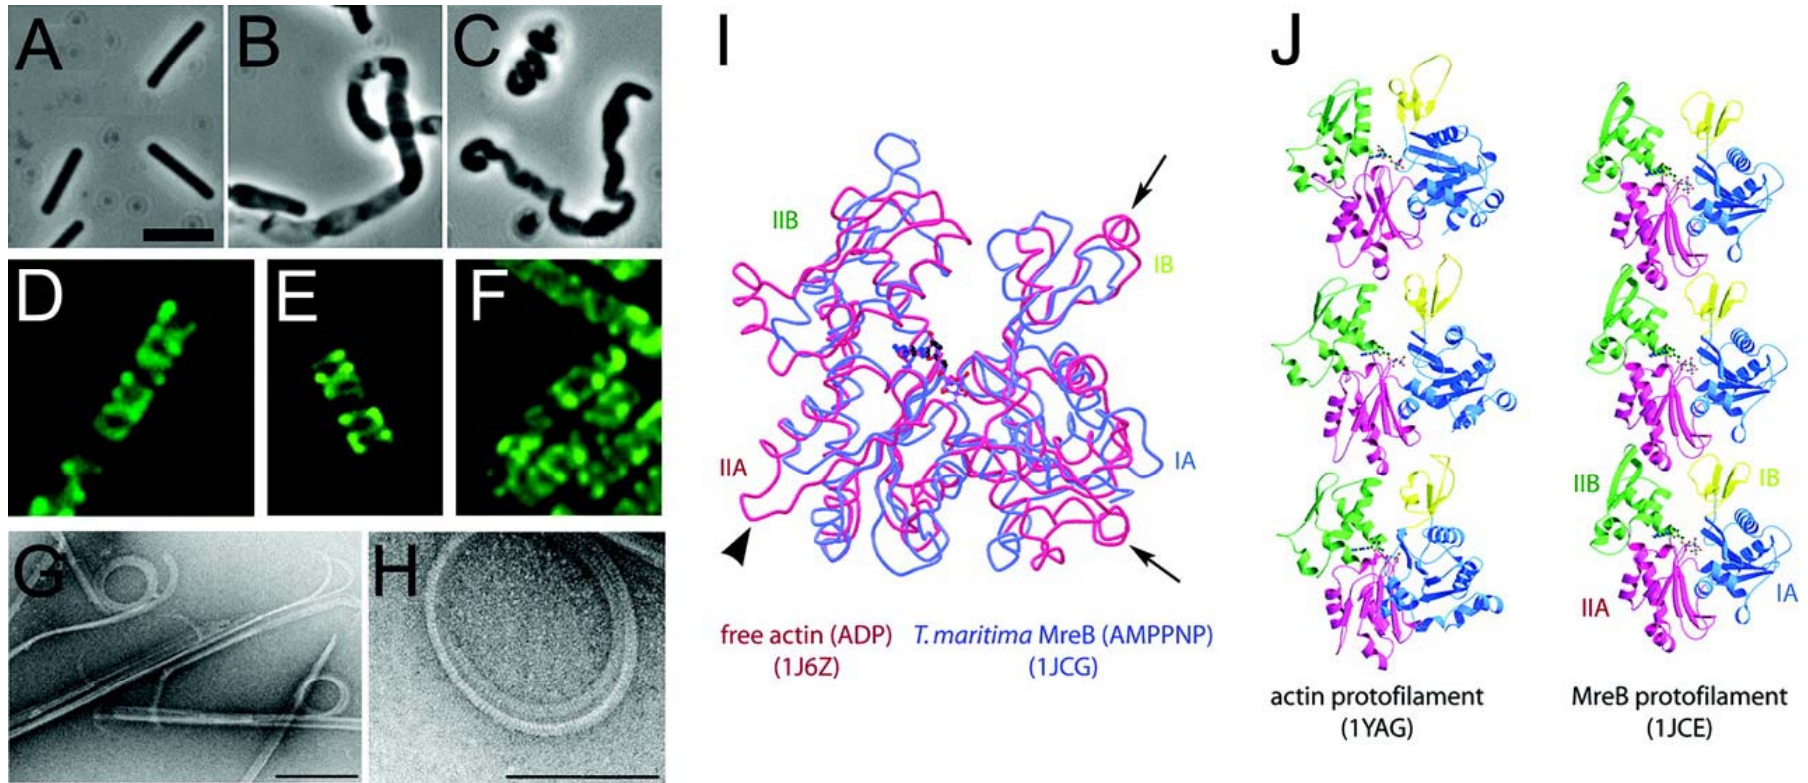 A
B
C
D
E
F
G
H
I
IIB
IB
IIA
IA
free actin (ADP)
(1J6Z)
T. maritima MreB (AMPPNP)
(1JCG)
J
IIB
IB
IIA
IA
actin protofilament
(1YAG)
MreB protofilament
(1JCE)